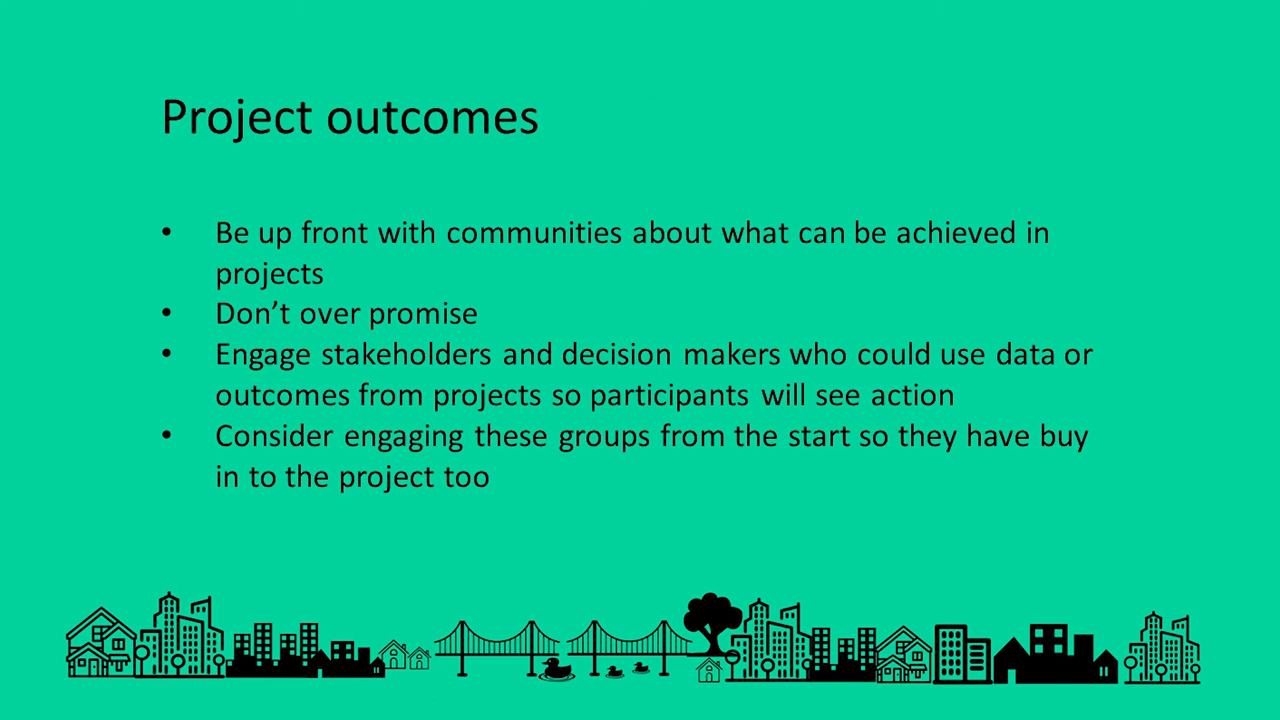 Project outcomes
• Be up front with communities about what can be achieved in
projects
• Don’t over promise
• Engage stakeholders and decision makers who could use data or
outcomes from projects so participants will see action
• Consider engaging these groups from the start so they have buy
in to the project too